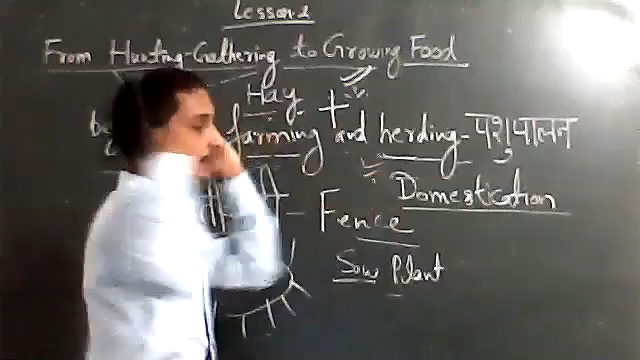 Lesson 2
From Hunting-Gathering to Growing Food
Hay
farming and herding - पशुपालन
Domestication
Fence
Sow Plant